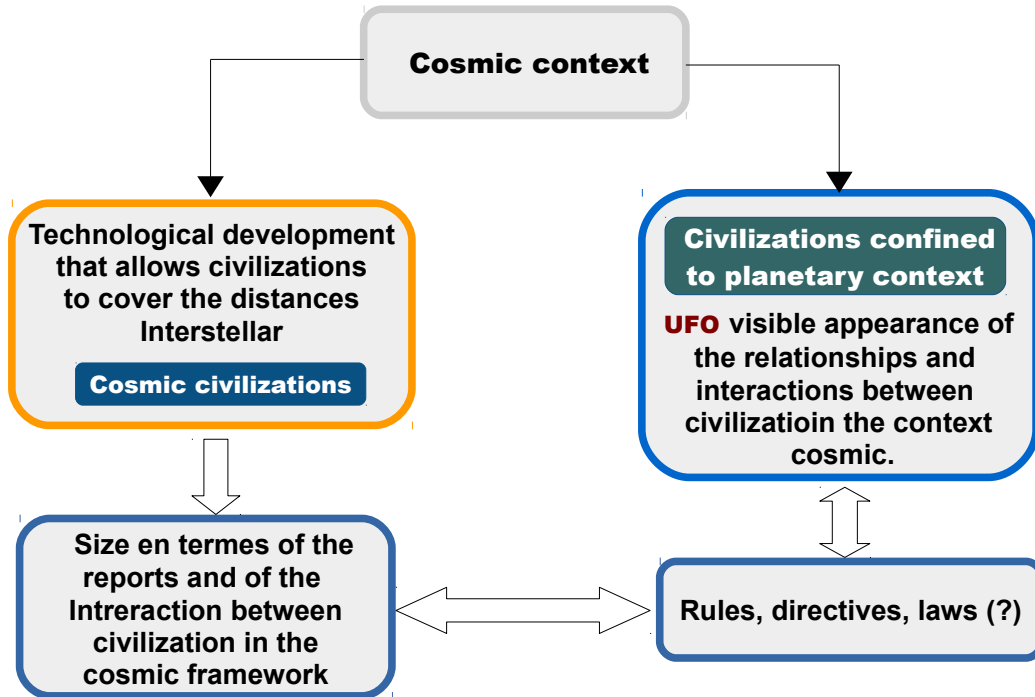 Cosmic context
Technological development
that allows civilizations
to cover the distances
Interstellar
Cosmic civilizations
Civilizations confined
to planetary context
UFO visible appearance of
the relationships and
interactions between
civilizatioin the context
cosmic.
Size en termes of the
reports and of the
Intreraction between
civilization in the
cosmic framework
Rules, directives, laws (?)